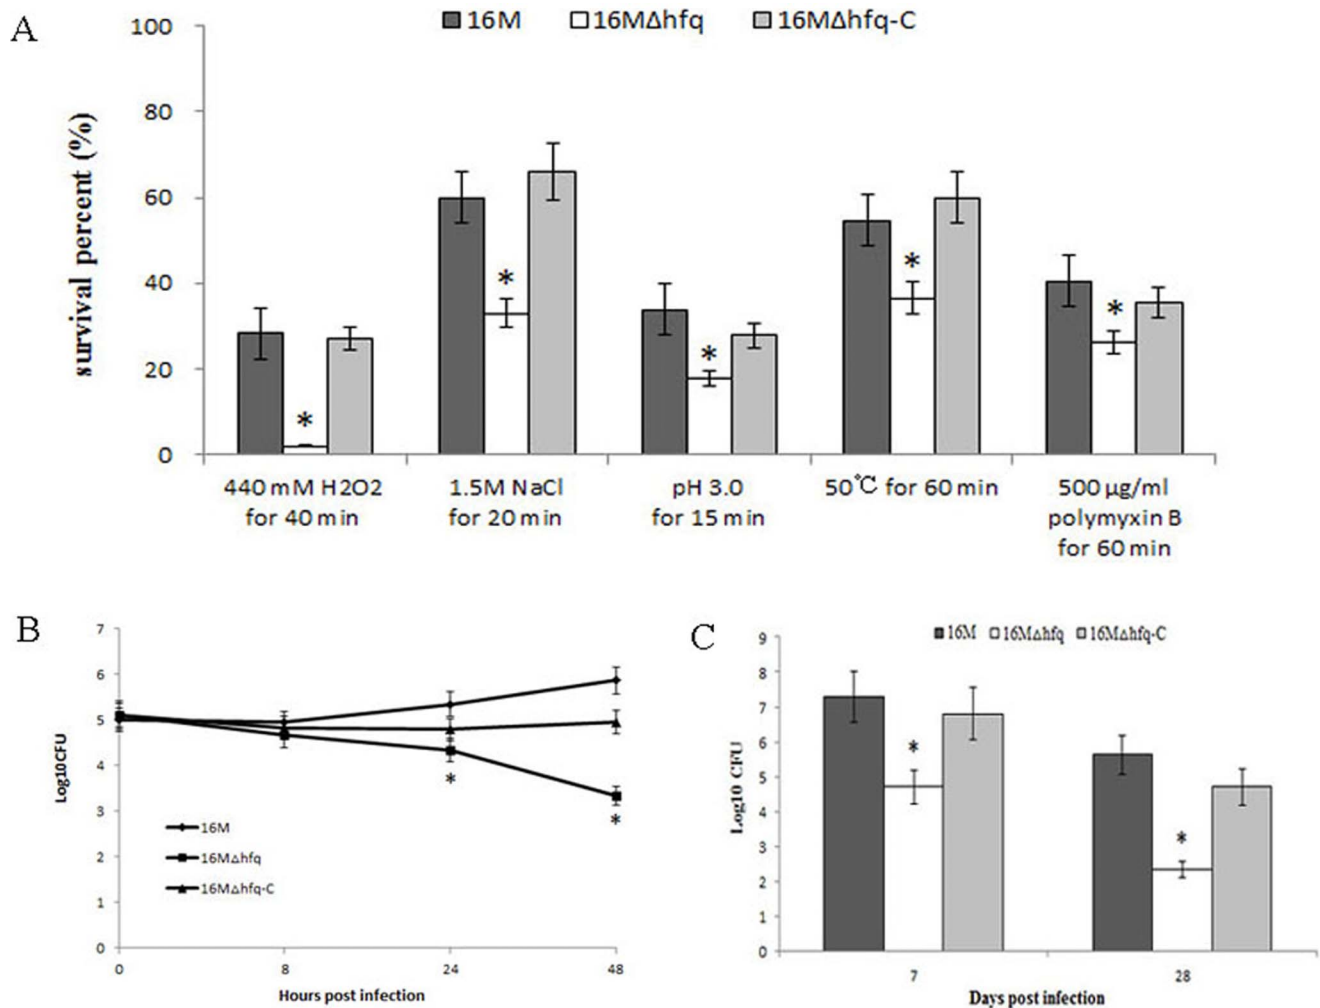 A
16M 16MΔhfq 16MΔhfq-C
survival percent (%)
100
80
60
40
20
0
*
*
*
*
*
440 mM H2O2
for 40 min
1.5M NaCl
for 20 min
pH 3.0
for 15 min
50℃ for 60 min
500 µg/ml
polymyxin B
for 60 min
B
Log10CFU
7
6
5
4
3
2
1
0
*
*
16M
16MΔhfq
16MΔhfq-C
0 8 24 48
Hours post infection
C
16M 16MΔhfq 16MΔhfq-C
Log10 CFU
9
8
7
6
5
4
3
2
1
0
*
*
7 28
Days post infection